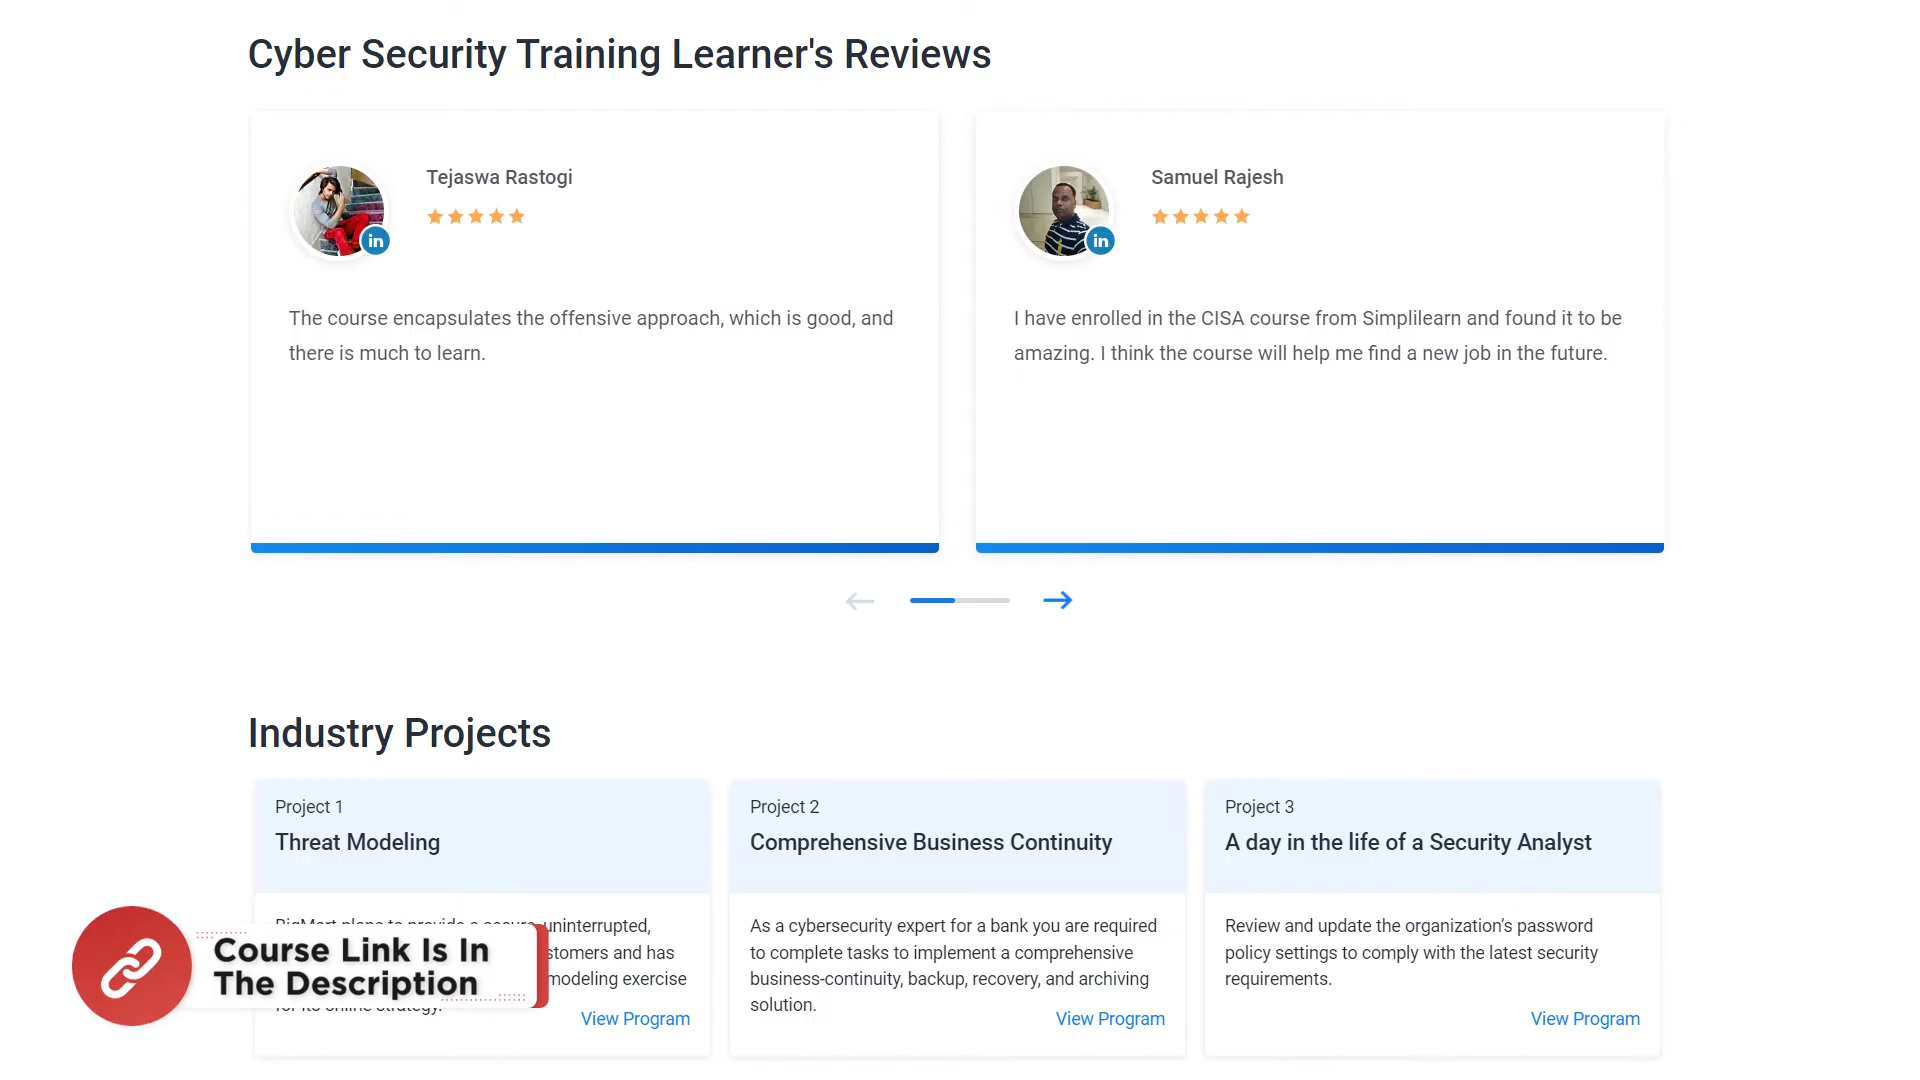 Cyber Security Training Learner's Reviews
Tejaswa Rastogi
in
The course encapsulates the offensive approach, which is good, and
there is much to learn.
Samuel Rajesh
in
I have enrolled in the CISA course from Simplilearn and found it to be
amazing. I think the course will help me find a new job in the future.
Industry Projects
Project 1
Threat Modeling
uninterrupted,
and has
modeling exercise
for its online strategy.
View Program
Project 2
Comprehensive Business Continuity
As a cybersecurity expert for a bank you are required
to complete tasks to implement a comprehensive
business-continuity, backup, recovery, and archiving
solution.
View Program
Project 3
A day in the life of a Security Analyst
Review and update the organization’s password
policy settings to comply with the latest security
requirements.
View Program
Course Link Is In
The Description